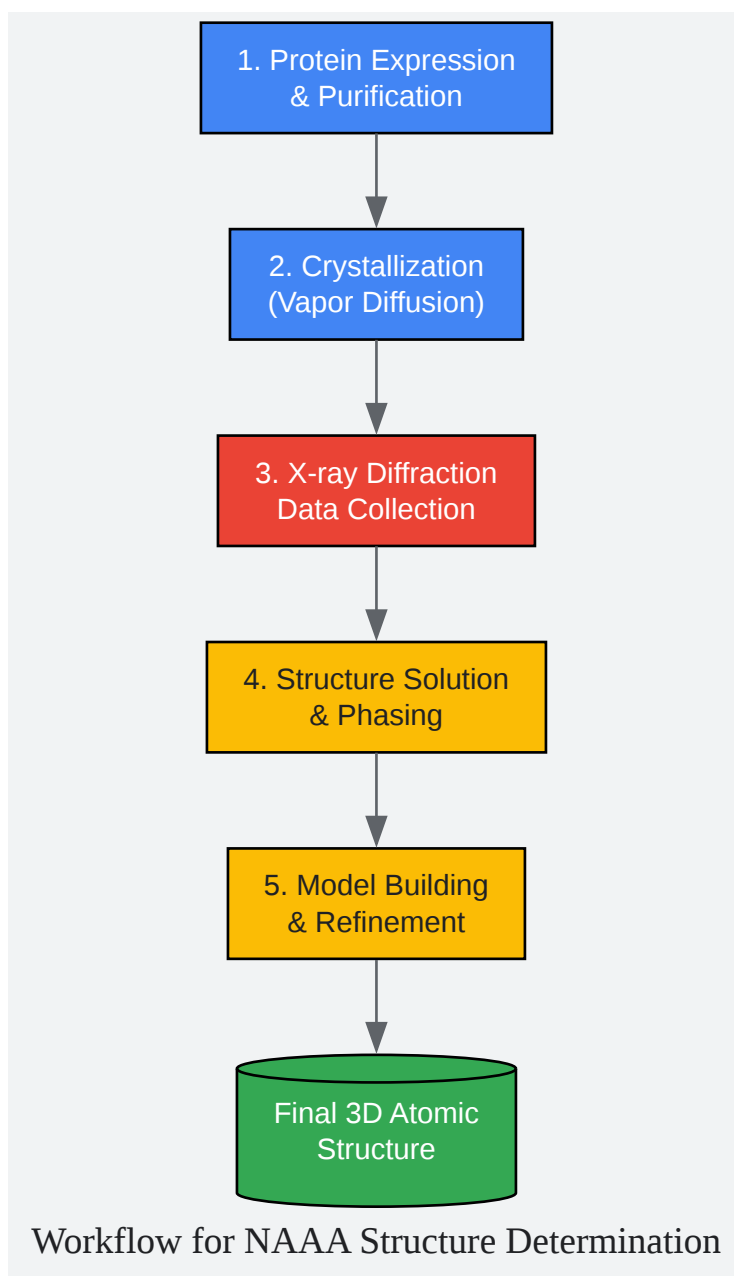 1. Protein Expression
& Purification
2. Crystallization
(Vapor Diffusion)
3. X-ray Diffraction
Data Collection
4. Structure Solution
& Phasing
5. Model Building
& Refinement
Final 3D Atomic
Structure
Workflow for NAAA Structure Determination